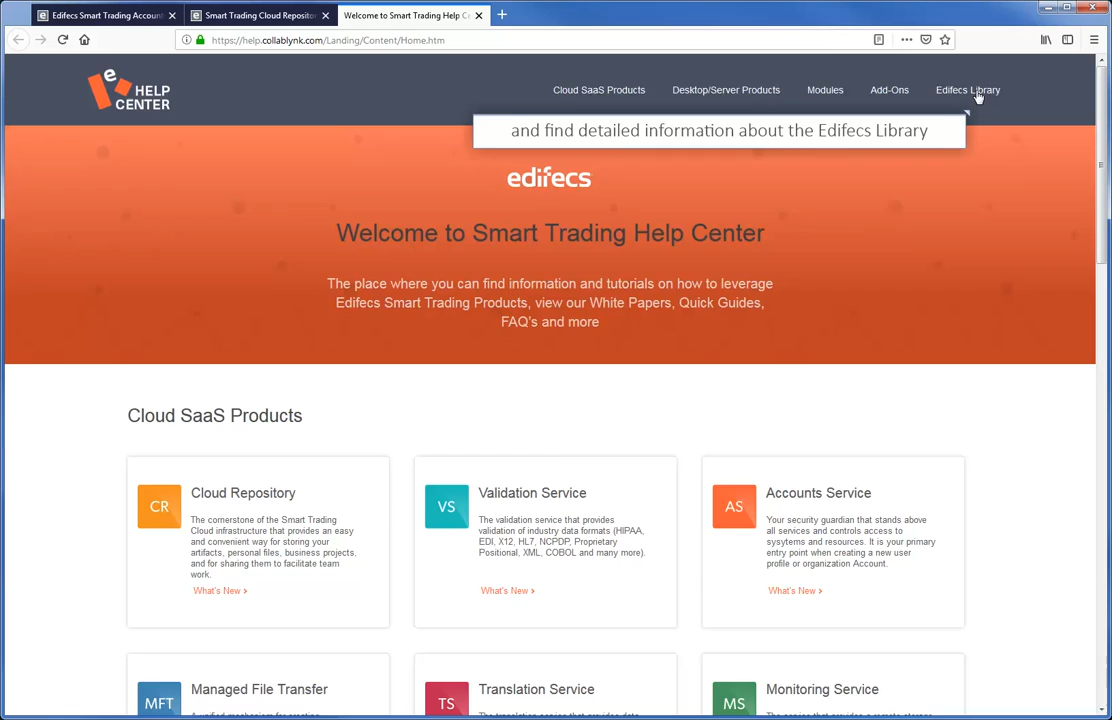 Edifecs Smart Trading Account
Smart Trading Cloud Repositor
Welcome to Smart Trading Help C
https://help.collablynk.com/Landing/Content/Home.htm
e HELP
CENTER
Cloud SaaS Products
Desktop/Server Products
Modules
Add-Ons
Edifecs Library
and find detailed information about the Edifecs Library
edifecs
Welcome to Smart Trading Help Center
The place where you can find information and tutorials on how to leverage
Edifecs Smart Trading Products, view our White Papers, Quick Guides,
FAQ's and more
Cloud SaaS Products
CR
Cloud Repository
The cornerstone of the Smart Trading
Cloud infrastructure that provides an easy
and convenient way for storing your
artifacts, personal files, business projects,
and for sharing them to facilitate team
work.
What's New >
VS
Validation Service
The validation service that provides
validation of industry data formats (HIPAA,
EDI, X12, HL7, NCPDP, Proprietary
Positional, XML, COBOL and many more).
What's New >
AS
Accounts Service
Your security guardian that stands above
all services and controls access to
sysytems and resources. It is your primary
entry point when creating a new user
profile or organization Account.
What's New >
MFT
Managed File Transfer
TS
Translation Service
MS
Monitoring Service